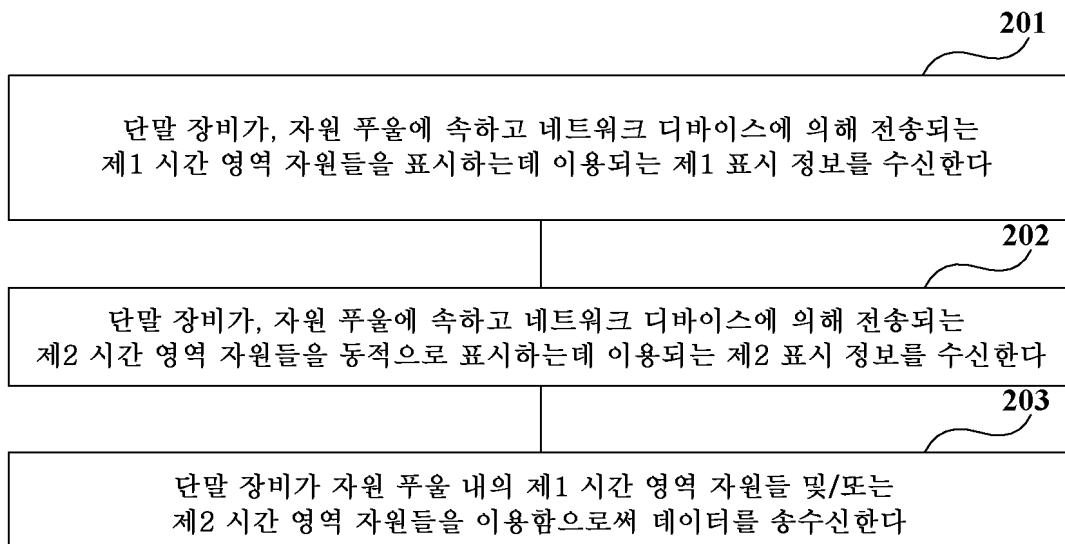 201
단말 장비가, 자원 푸울에 속하고 네트워크 디바이스에 의해 전송되는
제1 시간 영역 자원들을 표시하는데 이용되는 제1 표시 정보를 수신한다
202
단말 장비가, 자원 푸울에 속하고 네트워크 디바이스에 의해 전송되는
제2 시간 영역 자원들을 동적으로 표시하는데 이용되는 제2 표시 정보를 수신한다
203
단말 장비가 자원 푸울 내의 제1 시간 영역 자원들 및/또는
제2 시간 영역 자원들을 이용함으로써 데이터를 송수신한다